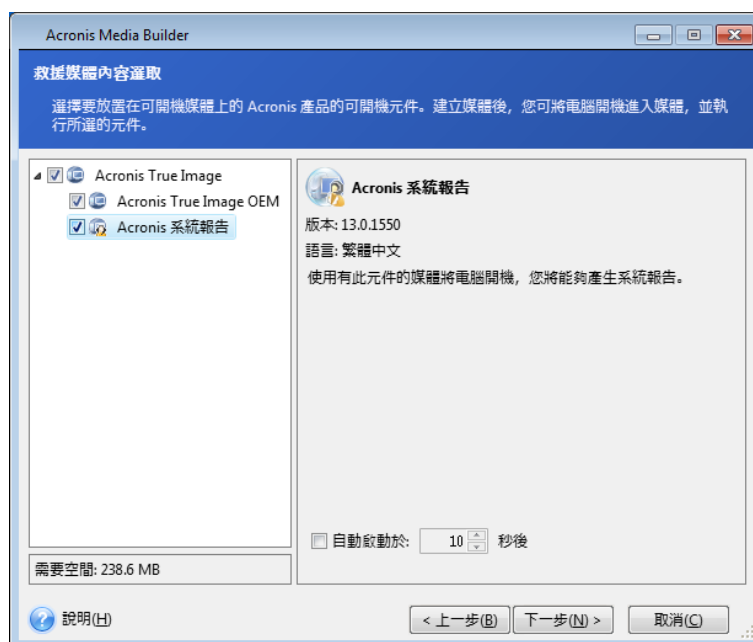 Acronis Media Builder
救援媒體內容選取
選擇要放置在可開機媒體上的 Acronis 產品的可開機元件。建立媒體後，您可將電腦開機進入媒體，並執
行所選的元件。
Acronis True Image
Acronis True Image OEM
Acronis 系統報告
Acronis 系統報告
版本: 13.0.1550
語言: 繁體中文
使用有此元件的媒體將電腦開機，您將能夠產生系統報告。
自動啟動於: 10 秒後
需要空間: 238.6 MB
說明(H)
< 上一步(B) 下一步(N) > 取消(C)